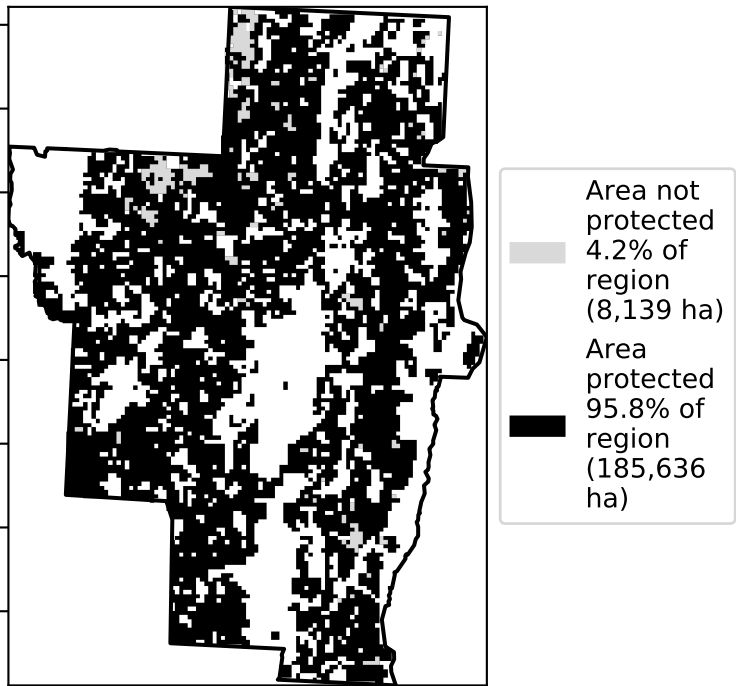 Area not
protected
4.2% of
region
(8,139 ha)
Area
protected
95.8% of
region
(185,636
ha)